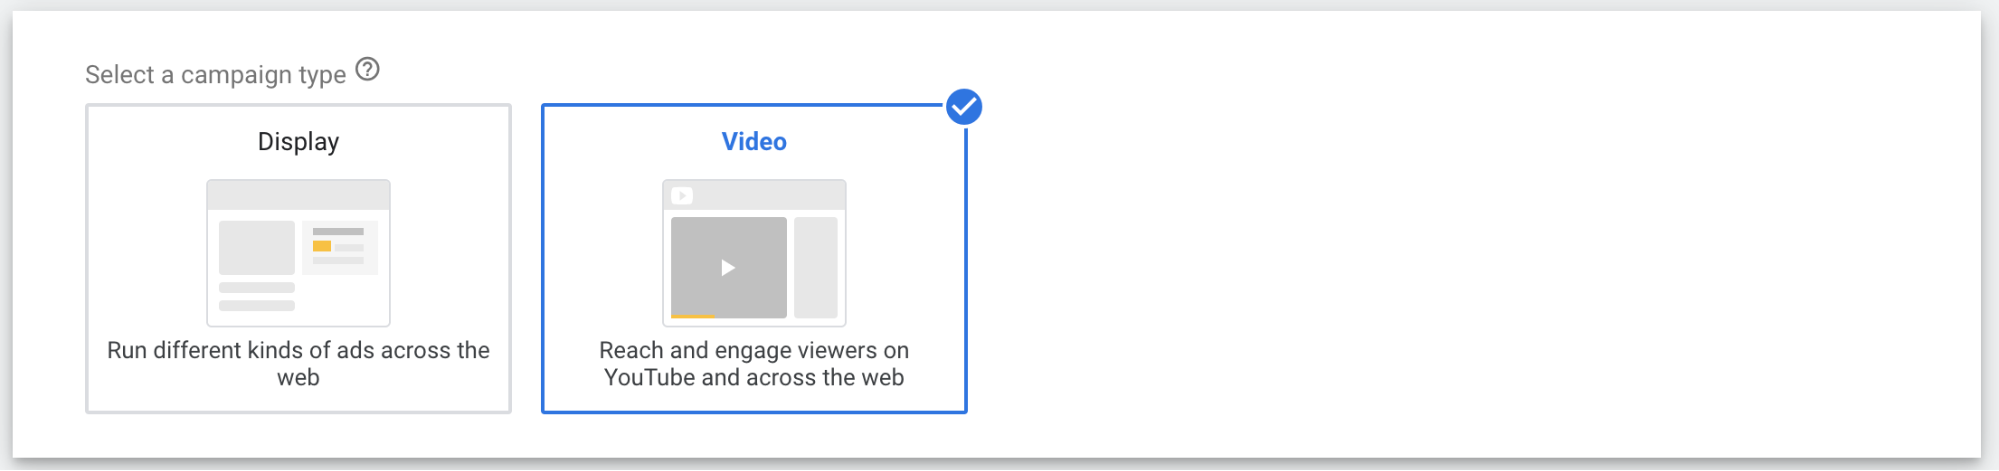 Select a campaign type
Display
Run different kinds of ads across the
web
Video
Reach and engage viewers on
YouTube and across the web